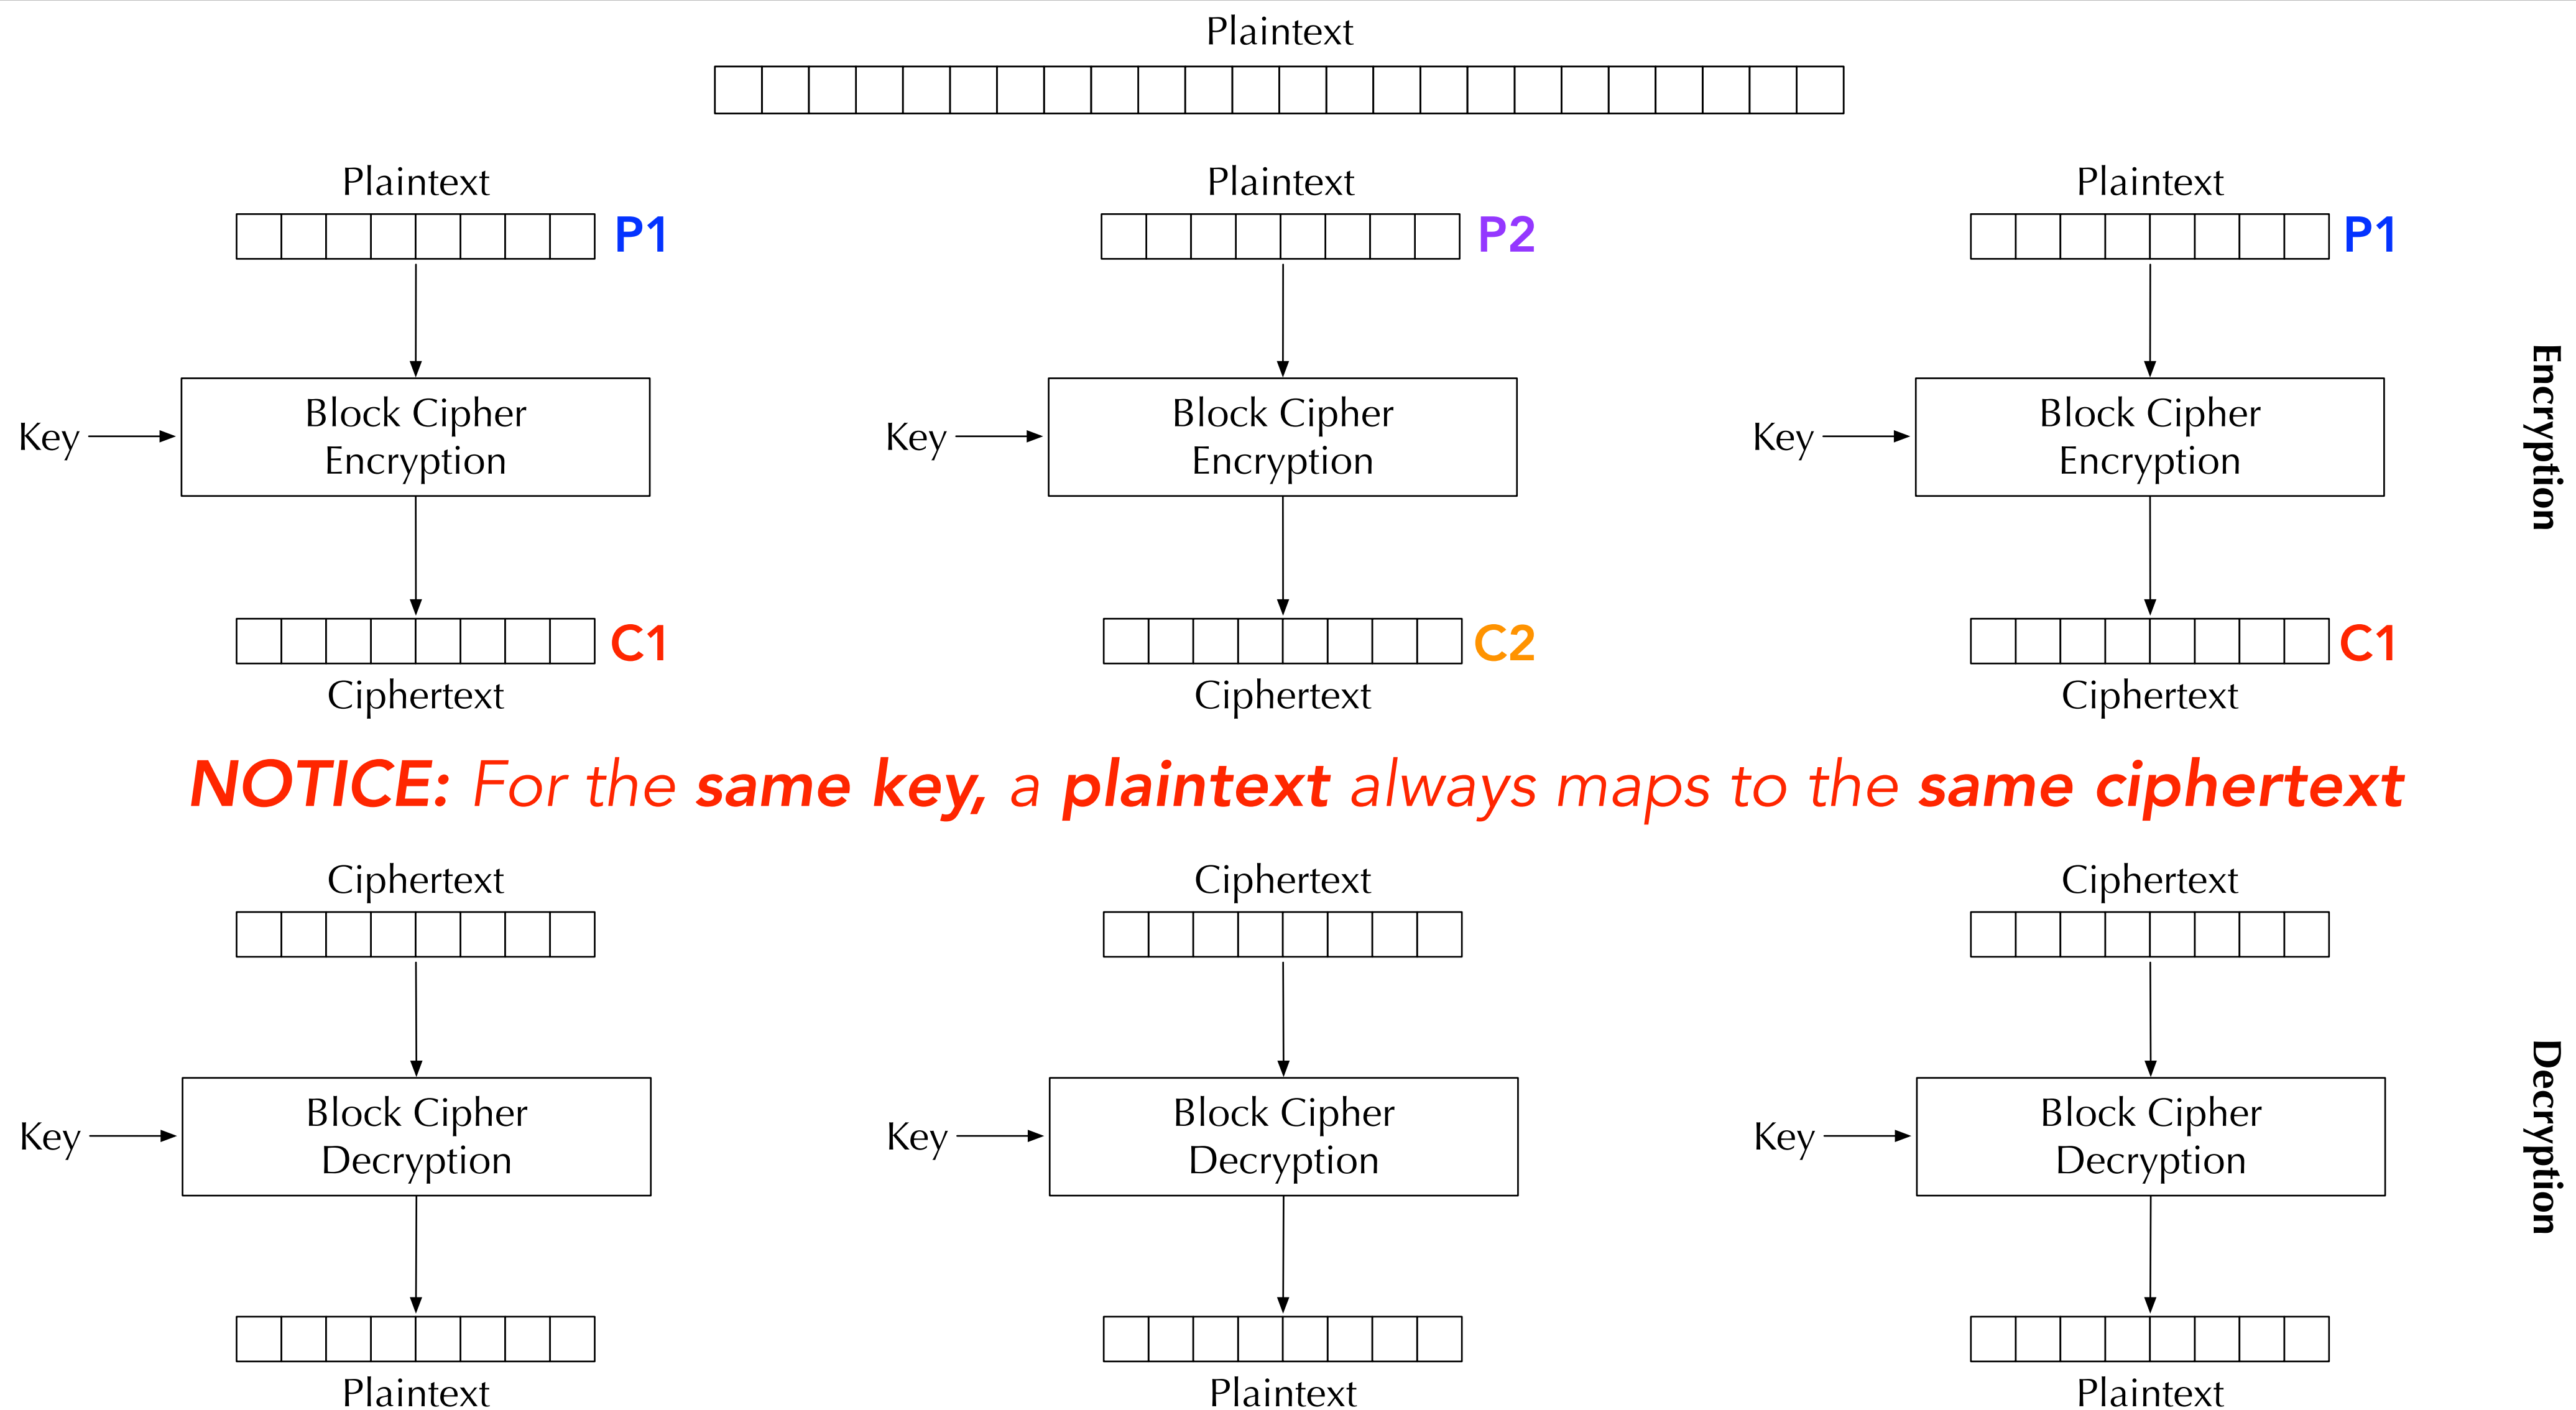 Plaintext
Plaintext
P1
Plaintext
P2
Plaintext
P1
Key
Block Cipher
Encryption
Key
Block Cipher
Encryption
Key
Block Cipher
Encryption
Encryption
C1
Ciphertext
C2
Ciphertext
C1
Ciphertext
NOTICE: For the same key, a plaintext always maps to the same ciphertext
Ciphertext
Ciphertext
Ciphertext
Key
Block Cipher
Decryption
Key
Block Cipher
Decryption
Key
Block Cipher
Decryption
Decryption
Plaintext
Plaintext
Plaintext